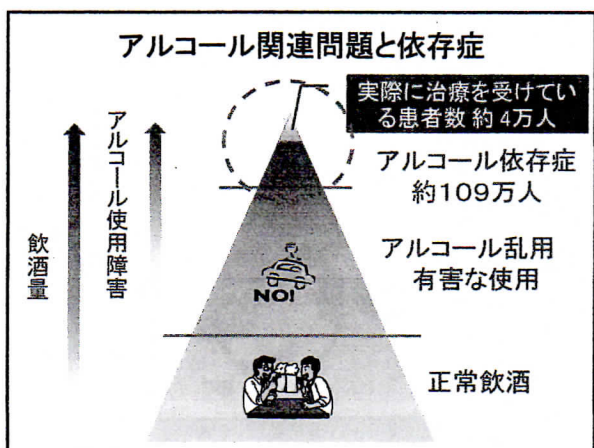 アルコール関連問題と依存症
実際に治療を受けてい
る患者数 約4万人
アルコール依存症
約109万人
アルコール乱用
有害な使用
正常飲酒
飲酒量
アルコール使用障害
NO!